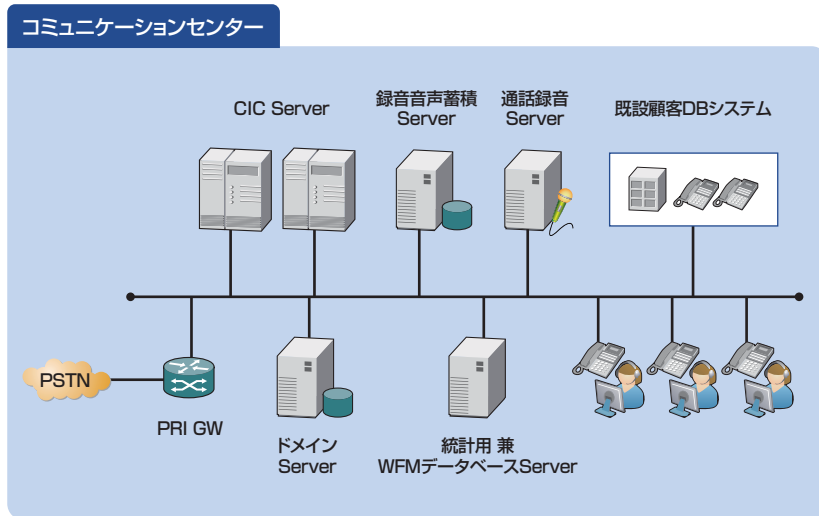 コミュニケーションセンター
CIC Server
録音音声蓄積
Server
通話録音
Server
既設顧客DBシステム
PSTN
PRI GW
ドメイン
Server
統計用 兼
WFMデータベースServer